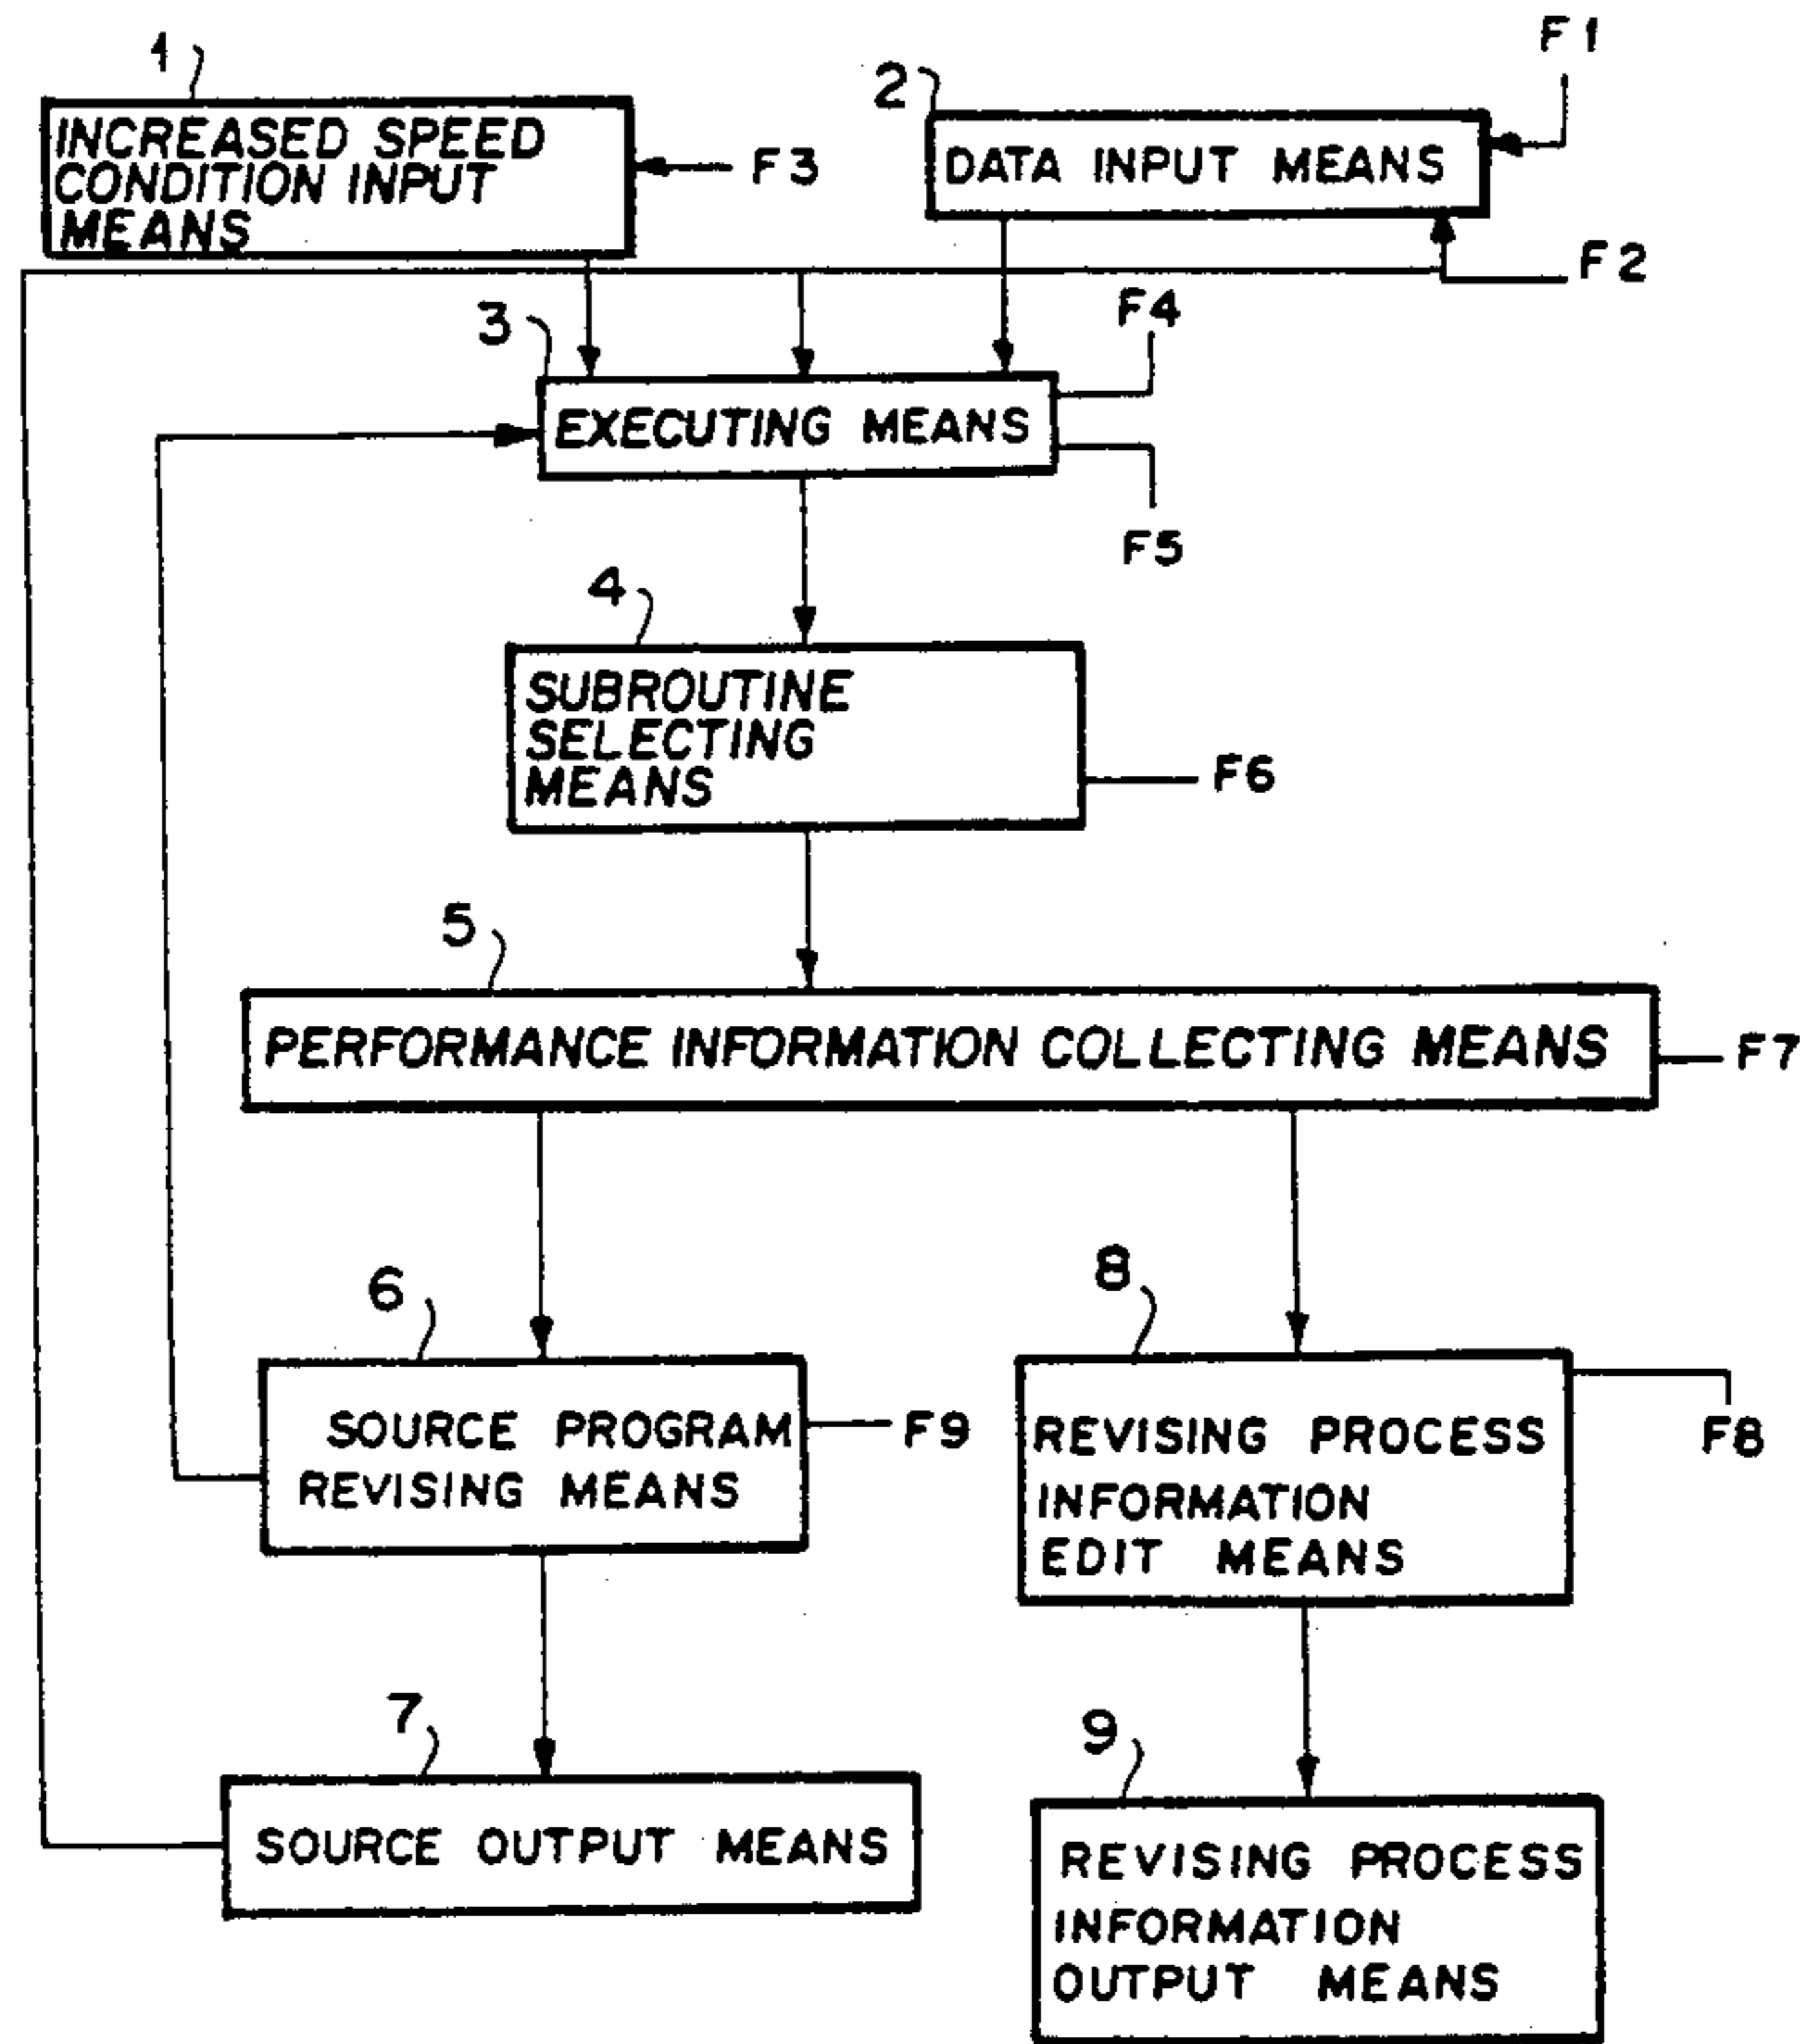 1
INCREASED SPEED
CONDITION INPUT
MEANS
F3
2
DATA INPUT MEANS
F1
F2
3
EXECUTING MEANS
F4
F5
4
SUBROUTINE
SELECTING
MEANS
F6
5
PERFORMANCE INFORMATION COLLECTING MEANS
F7
6
SOURCE PROGRAM
REVISING MEANS
F9
8
REVISING PROCESS
INFORMATION
EDIT MEANS
F8
7
SOURCE OUTPUT MEANS
9
REVISING PROCESS
INFORMATION
OUTPUT MEANS